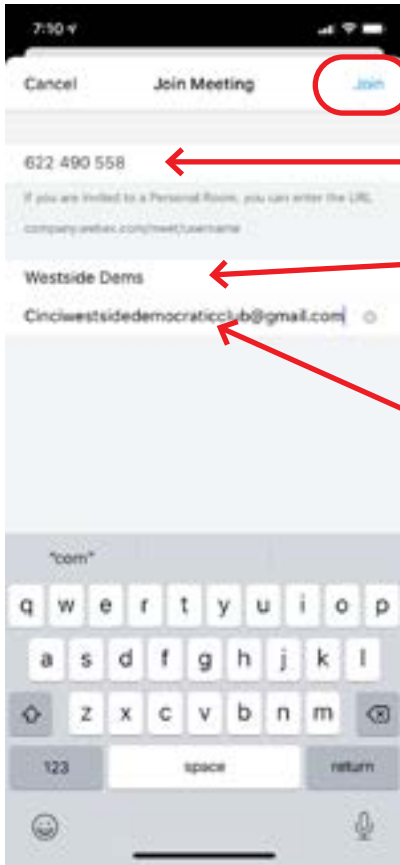 7:10
Cancel Join Meeting Join
622 490 558
If you are invited to a Personal Room, you can enter the URL
company.webex.com/meet/username
Westside Dems
Cinciwestsidedemocraticclub@gmail.com
"com"
q w e r t y u i o p
a s d f g h j k l
z x c v b n m
123 space return